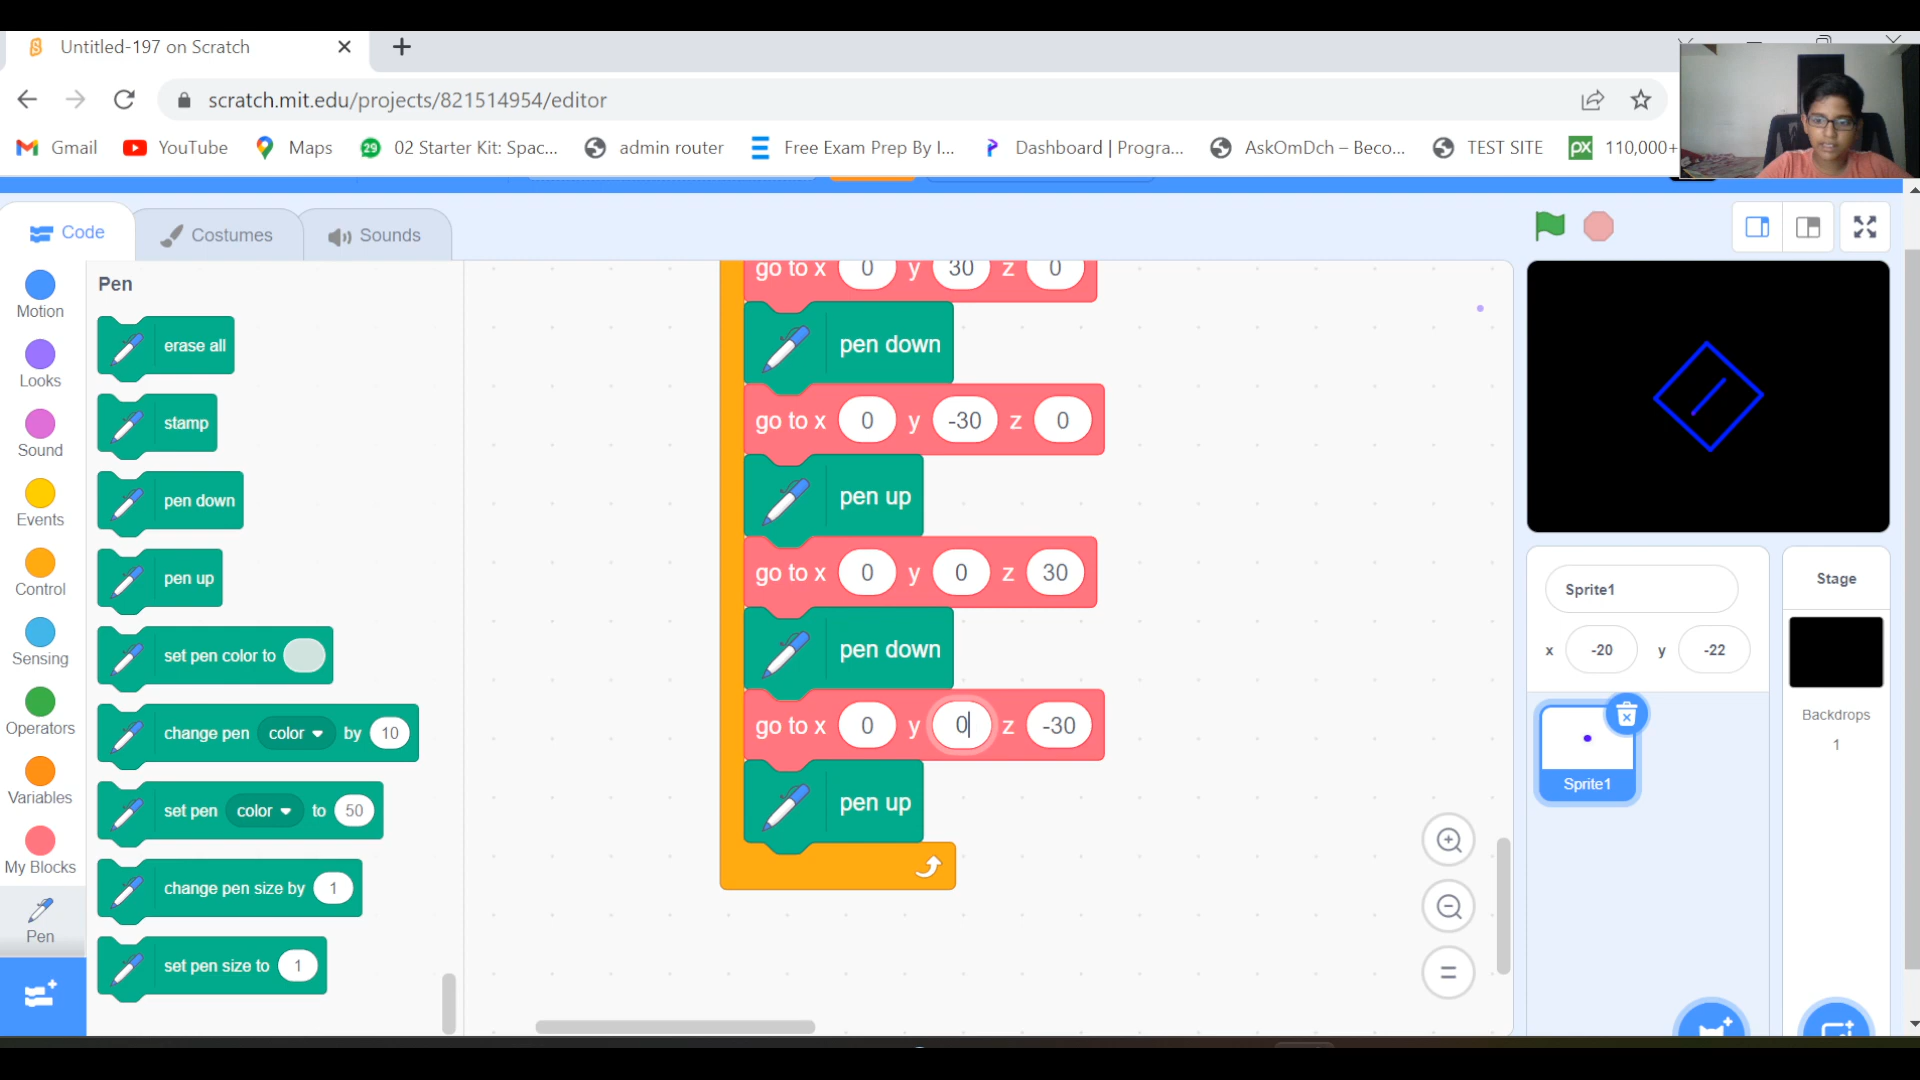 Untitled-197 on Scratch
scratch.mit.edu/projects/821514954/editor
Gmail
YouTube
Maps
29
02 Starter Kit: Spac...
admin router
Free Exam Prep By I...
Dashboard | Progra...
AskOmDch – Beco...
TEST SITE
px
110,000+
Code
Costumes
Sounds
Motion
Looks
Sound
Events
Control
Sensing
Operators
Variables
My Blocks
Pen
Pen
erase all
stamp
pen down
pen up
set pen color to
change pen color by 10
set pen color to 50
change pen size by 1
set pen size to 1
go to x 0 y 30 z 0
pen down
go to x 0 y -30 z 0
pen up
go to x 0 y 0 z 30
pen down
go to x 0 y 0 z -30
pen up
Sprite1
x -20 y -22
Sprite1
Stage
Backdrops
1